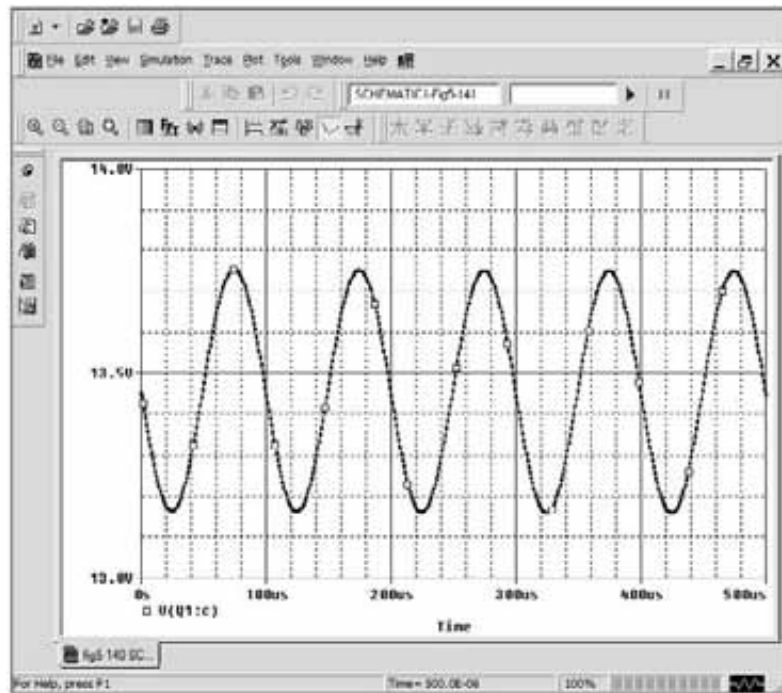 File Edit View Simulation Trace Plot Tools Window Help
SCHEMATIC1-Fig5-141
14.0V
13.5V
13.0V
0s 100us 200us 300us 400us 500us
V(Q1:c)
Time
fig5 140 SC...
For Help, press F1 Time= 500.0E-06 100%